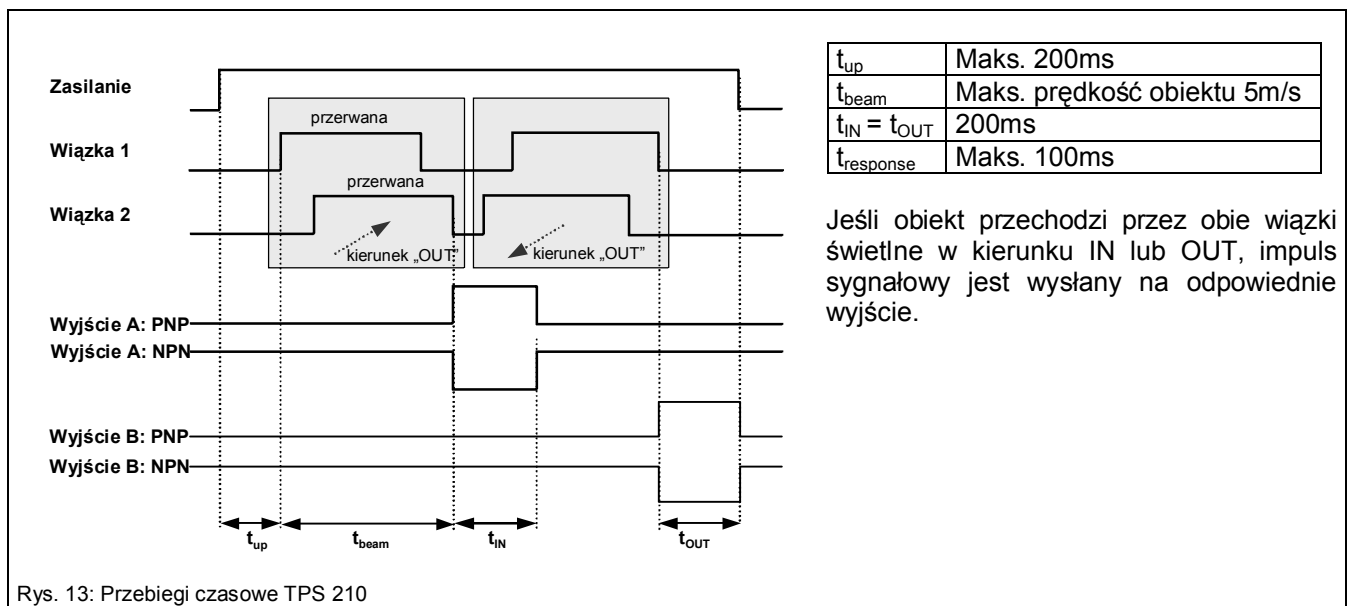 Zasilanie
Wiązka 1
Wiązka 2
przerwana
przerwana
kierunek „OUT”
kierunek „OUT”
Wyjście A: PNP
Wyjście A: NPN
Wyjście B: PNP
Wyjście B: NPN
tup
tbeam
tIN
tOUT
tup Maks. 200ms
tbeam Maks. prędkość obiektu 5m/s
tIN = tOUT 200ms
tresponse Maks. 100ms
Jeśli obiekt przechodzi przez obie wiązki
świetlne w kierunku IN lub OUT, impuls
sygnałowy jest wysłany na odpowiednie
wyjście.
Rys. 13: Przebiegi czasowe TPS 210